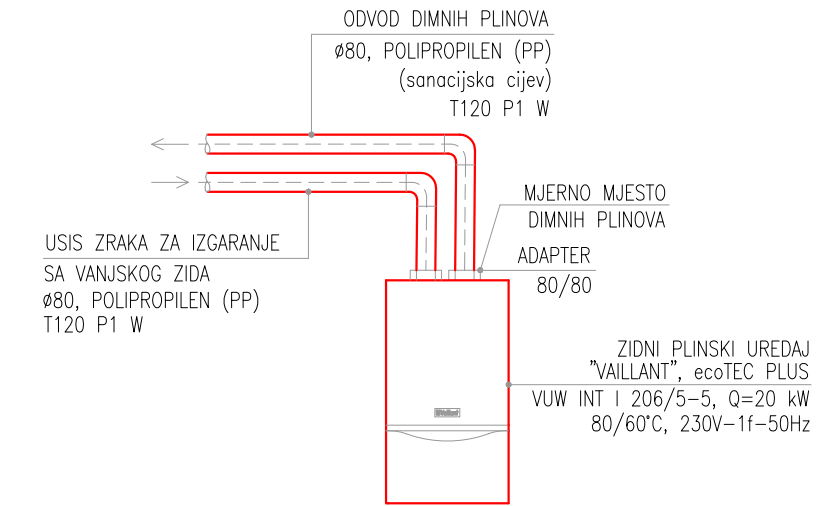 ODVOD DIMNIH PLINOVA
ø80, POLIPROPILEN (PP)
(sanacijska cijev)
T120 P1 W
MJERNO MJESTO
DIMNIH PLINOVA
USIS ZRAKA ZA IZGARANJE
SA VANJSKOG ZIDA
ø80, POLIPROPILEN (PP)
T120 P1 W
ADAPTER
80/80
ZIDNI PLINSKI UREDAJ
"VAILLANT", ecoTEC PLUS
VUW INT I 206/5-5, Q=20 kW
80/60°C, 230V-1f-50Hz
Vaillant